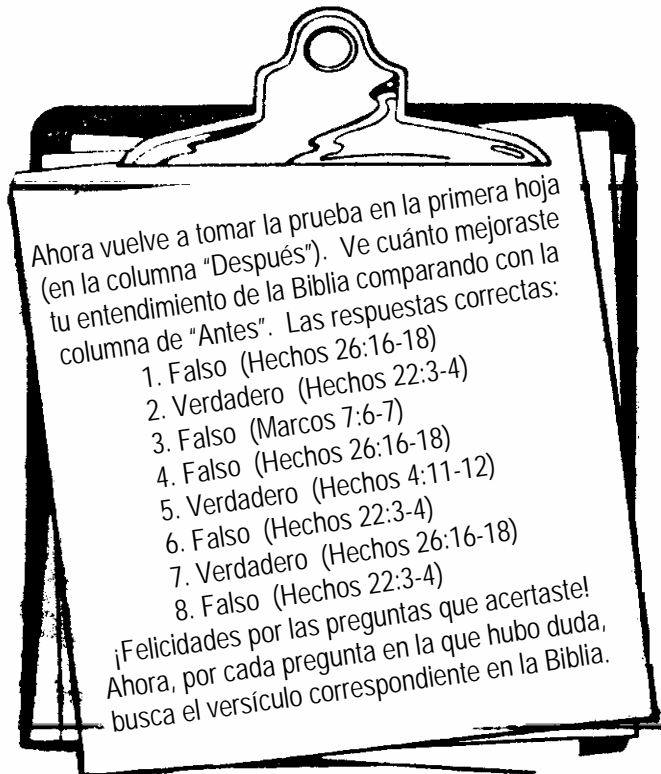 Ahora vuelve a tomar la prueba en la primera hoja
(en la columna “Después”).  Ve cuánto mejoraste
tu entendimiento de la Biblia comparando con la
columna de “Antes”.  Las respuestas correctas:
1. Falso  (Hechos 26:16-18)
2. Verdadero  (Hechos 22:3-4)
3. Falso  (Marcos 7:6-7)
4. Falso  (Hechos 26:16-18)
5. Verdadero  (Hechos 4:11-12)
6. Falso  (Hechos 22:3-4)
7. Verdadero  (Hechos 26:16-18)
8. Falso  (Hechos 22:3-4)
¡Felicidades por las preguntas que acertaste!
Ahora, por cada pregunta en la que hubo duda,
busca el versículo correspondiente en la Biblia.